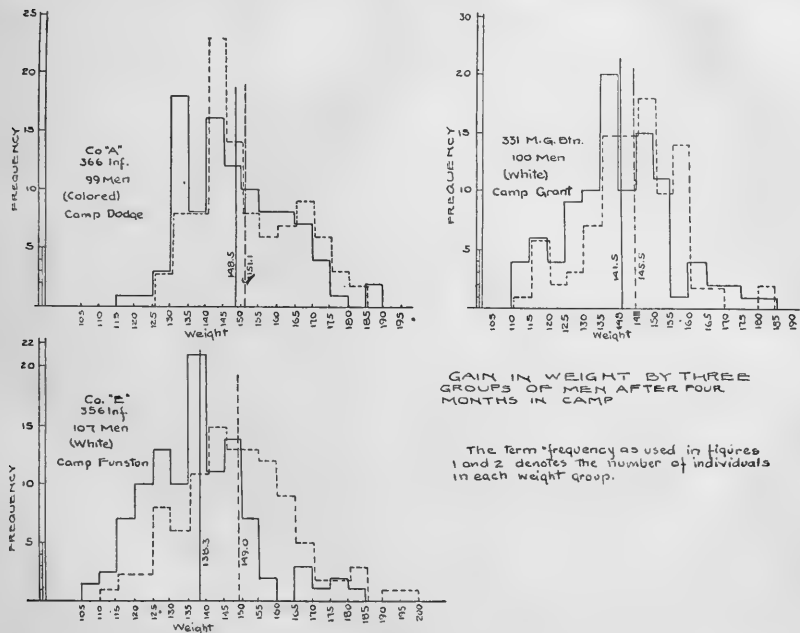 25
20
15
10
5
FREQUENCY
Co "A"
366 Inf.
99 Men
(Colored)
Camp Dodge
148.5
151.1
105 110 115 120 125 130 135 140 145 150 155 160 165 170 175 180 185 190 195
Weight
30
20
15
10
5
FREQUENCY
331 M.G. Btn.
100 Men
(White)
Camp Grant
141.5
145.5
105 110 115 120 125 130 135 150 155 160 165 170 175 180 185 190
Weight
22
20
15
10
5
FREQUENCY
Co. "E"
356 Inf.
107 Men
(White)
Camp Funston
138.3
149.0
105 110 115 120 125 130 135 140 145 150 155 160 165 170 175 180 185 190 200
Weight
GAIN IN WEIGHT BY THREE
GROUPS OF MEN AFTER FOUR
MONTHS IN CAMP
The term "frequency as used in figures
1 and 2 denotes the number of individuals
in each weight group.